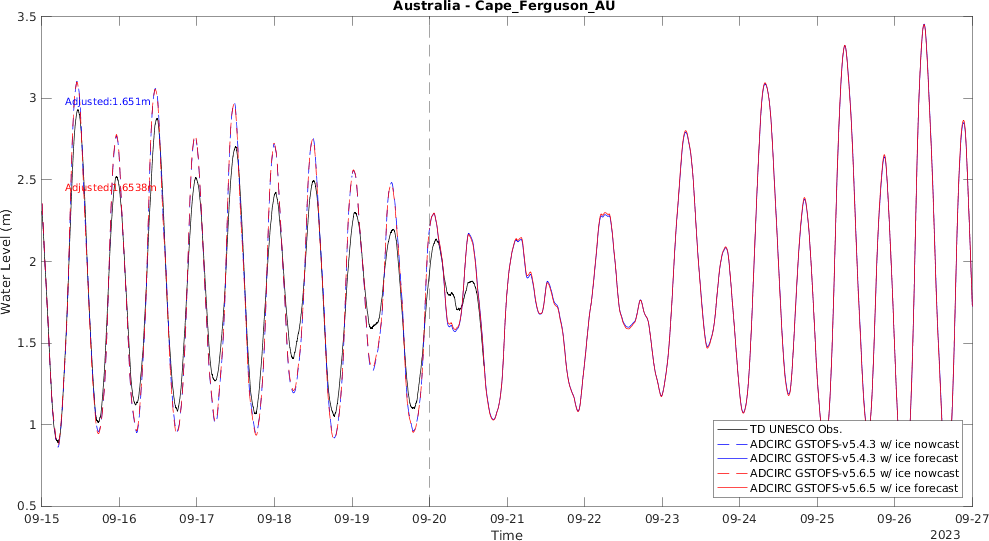 Australia - Cape_Ferguson_AU
3.5
3
2.5
2
1.5
1
0.5
Water Level (m)
Adjusted:1.651m
Adjusted:1.6538m
TD UNESCO Obs.
ADCIRC GSTOFS-v5.4.3 w/ ice nowcast
ADCIRC GSTOFS-v5.4.3 w/ ice forecast
ADCIRC GSTOFS-v5.6.5 w/ ice nowcast
ADCIRC GSTOFS-v5.6.5 w/ ice forecast
09-15 09-16 09-17 09-18 09-19 09-20 09-21 09-22 09-23 09-24 09-25 09-26 09-27
Time
2023